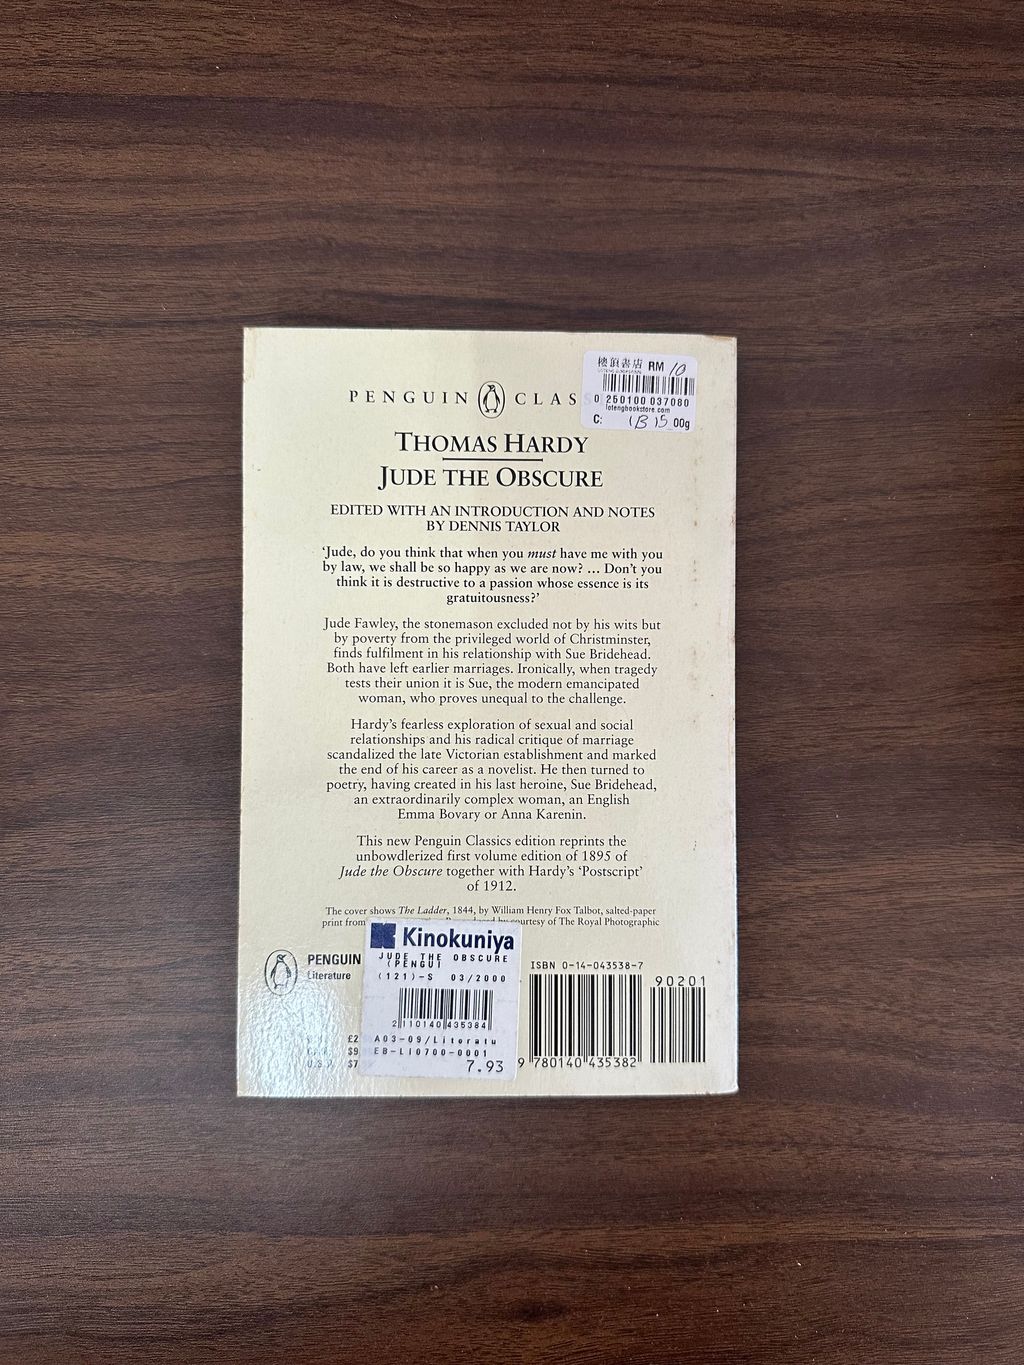 樓頂書店 RM 10
0 250100 037080
lotengbookstore.com
C: 00g
PENGUIN CLASS
THOMAS HARDY
JUDE THE OBSCURE
EDITED WITH AN INTRODUCTION AND NOTES
BY DENNIS TAYLOR
‘Jude, do you think that when you must have me with you
by law, we shall be so happy as we are now? ... Don’t you
think it is destructive to a passion whose essence is its
gratuitousness?’
Jude Fawley, the stonemason excluded not by his wits but
by poverty from the privileged world of Christminster,
finds fulfilment in his relationship with Sue Bridehead.
Both have left earlier marriages. Ironically, when tragedy
tests their union it is Sue, the modern emancipated
woman, who proves unequal to the challenge.
Hardy’s fearless exploration of sexual and social
relationships and his radical critique of marriage
scandalized the late Victorian establishment and marked
the end of his career as a novelist. He then turned to
poetry, having created in his last heroine, Sue Bridehead,
an extraordinarily complex woman, an English
Emma Bovary or Anna Karenin.
This new Penguin Classics edition reprints the
unbowdlerized first volume edition of 1895 of
Jude the Obscure together with Hardy’s ‘Postscript’
of 1912.
The cover shows The Ladder, 1844, by William Henry Fox Talbot, salted-paper
print from courtesy of The Royal Photographic
Kinokuniya
JUDE THE OBSCURE
(PENGUI
(121)-S 03/2000
2110140435384
A03-09/Literatu
EB-LI0700-0001
7.93
PENGUIN
Literature
£2
$9
$7
ISBN 0-14-043538-7
90201
9 780140 435382